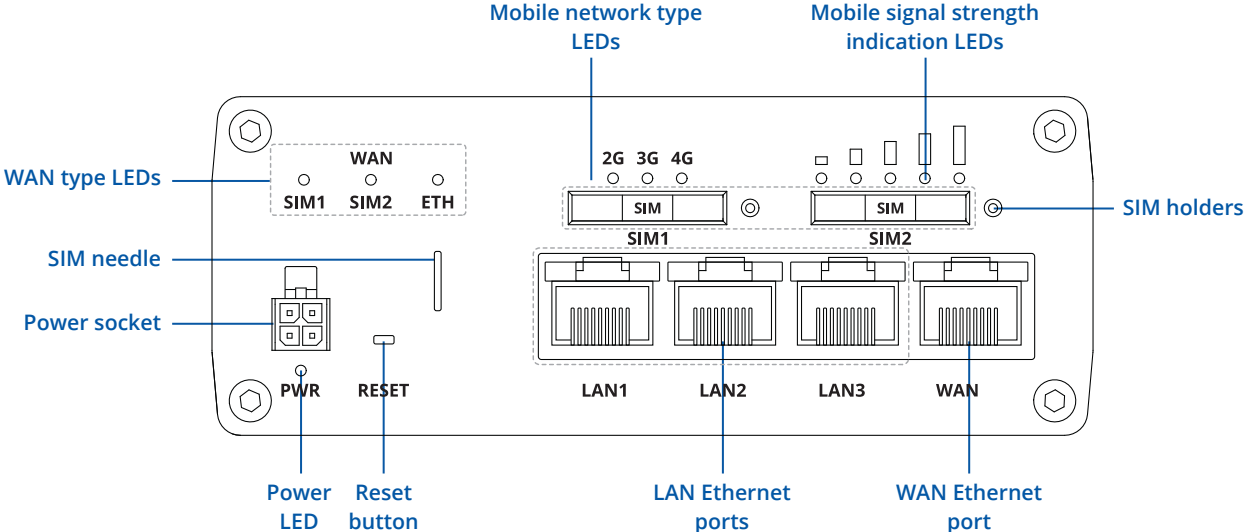 Mobile network type
LEDs
Mobile signal strength
indication LEDs
WAN
2G 3G 4G
WAN type LEDs
SIM1 SIM2 ETH
SIM
SIM
SIM holders
SIM1
SIM2
SIM needle
Power socket
PWR
RESET
LAN1
LAN2
LAN3
WAN
Power
LED
Reset
button
LAN Ethernet
ports
WAN Ethernet
port